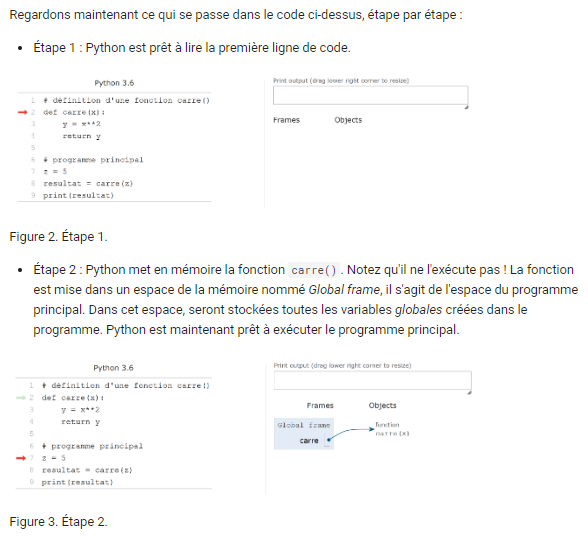 Regardons maintenant ce qui se passe dans le code ci-dessus, étape par étape :
• Étape 1 : Python est prêt à lire la première ligne de code.
Python 3.6
1 # définition d'une fonction carre()
2 def carre(x):
3 y = x**2
4 return y
5
6 # programme principal
7 z = 5
8 resultat = carre(z)
9 print(resultat)
Print output (drag lower right corner to resize)
Frames Objects
Figure 2. Étape 1.
• Étape 2 : Python met en mémoire la fonction carre() . Notez qu'il ne l'exécute pas ! La fonction
est mise dans un espace de la mémoire nommé Global frame, il s'agit de l'espace du programme
principal. Dans cet espace, seront stockées toutes les variables globales créées dans le
programme. Python est maintenant prêt à exécuter le programme principal.
Python 3.6
1 # définition d'une fonction carre()
2 def carre(x):
3 y = x**2
4 return y
5
6 # programme principal
7 z = 5
8 resultat = carre(z)
9 print(resultat)
Print output (drag lower right corner to resize)
Frames Objects
Global frame
carre
function
carre(x)
Figure 3. Étape 2.